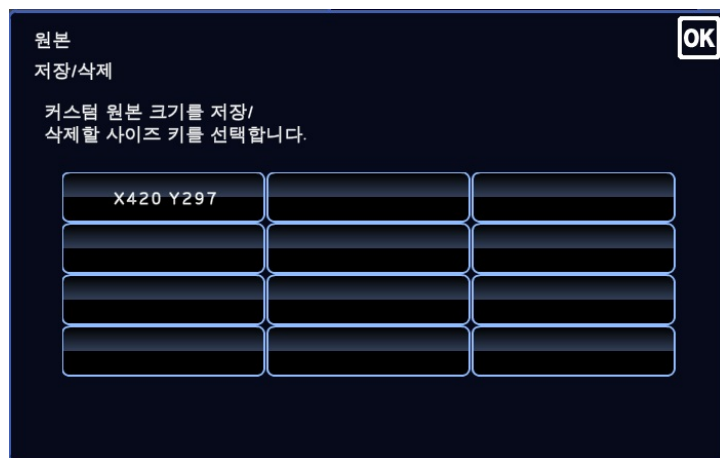 원본
OK
저장/삭제
커스텀 원본 크기를 저장/
삭제할 사이즈 키를 선택합니다.
X420 Y297